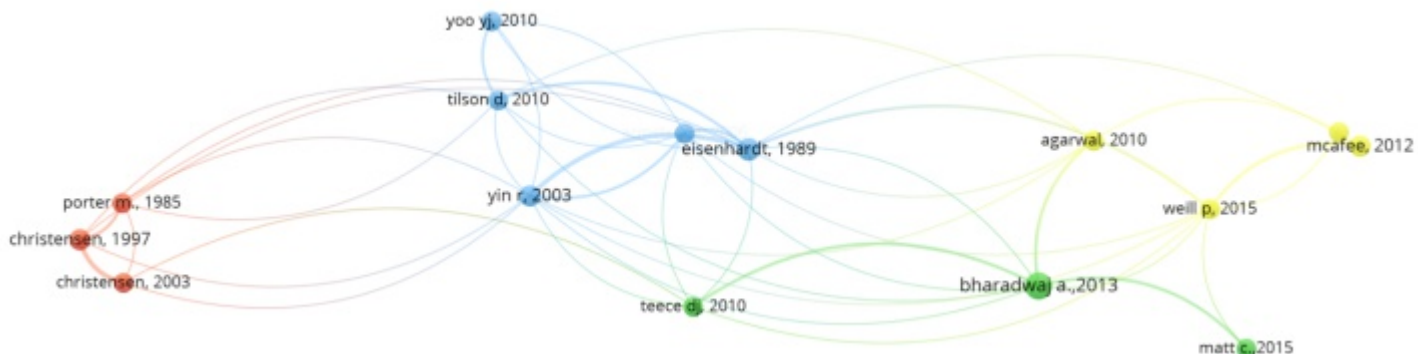 yoo yj, 2010
tilson d, 2010
eisenhardt, 1989
agarwal, 2010
mcafee, 2012
yin r, 2003
porter m., 1985
weill p, 2015
christensen, 1997
christensen, 2003
bharadwaj a.,2013
teece dj, 2010
matt c.,2015